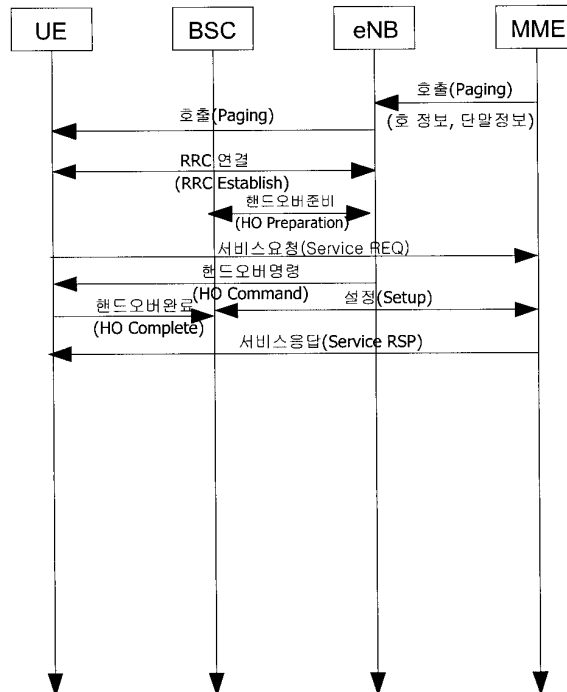 UE BSC eNB MME
호출(Paging)
(호 정보, 단말정보)
호출(Paging)
RRC 연결
(RRC Establish)
핸드오버준비
(HO Preparation)
서비스요청(Service REQ)
핸드오버명령
(HO Command)
설정(Setup)
핸드오버완료
(HO Complete)
서비스응답(Service RSP)